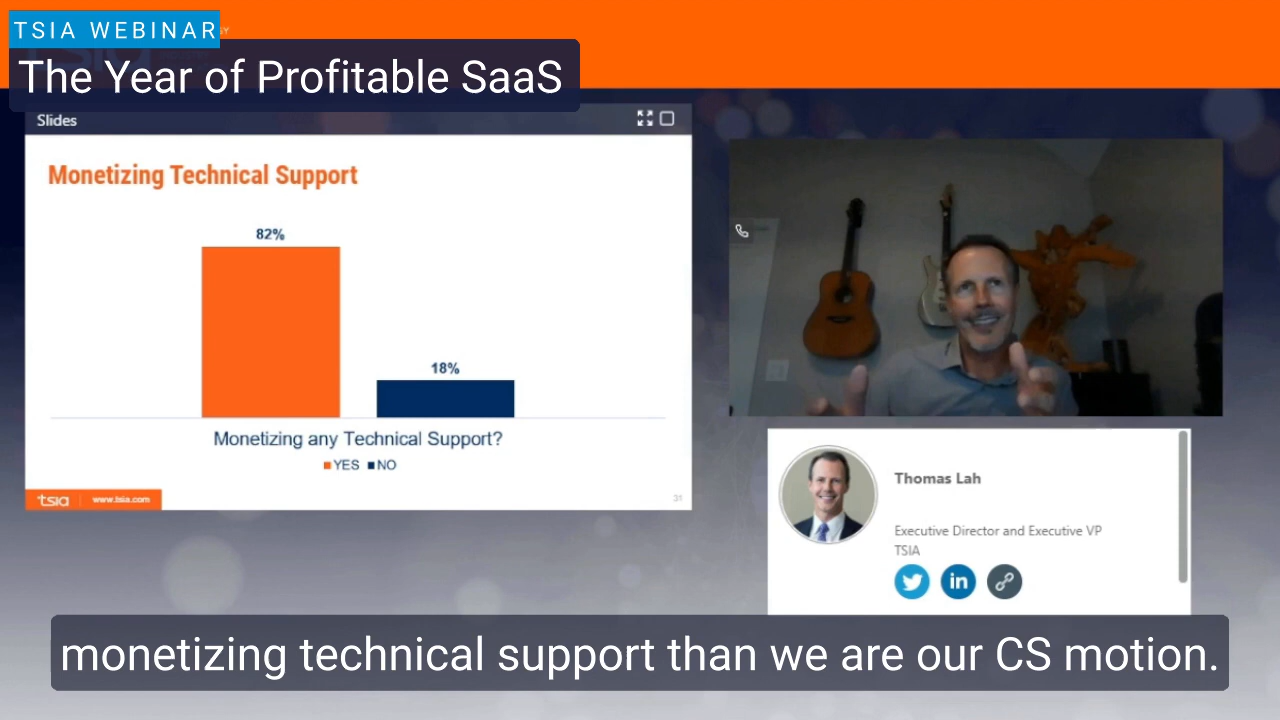 TSIA WEBINAR
The Year of Profitable SaaS
Slides
Monetizing Technical Support
82%
18%
Monetizing any Technical Support?
YES NO
tsia www.tsia.com
31
Thomas Lah
Executive Director and Executive VP
TSIA
in
monetizing technical support than we are our CS motion.